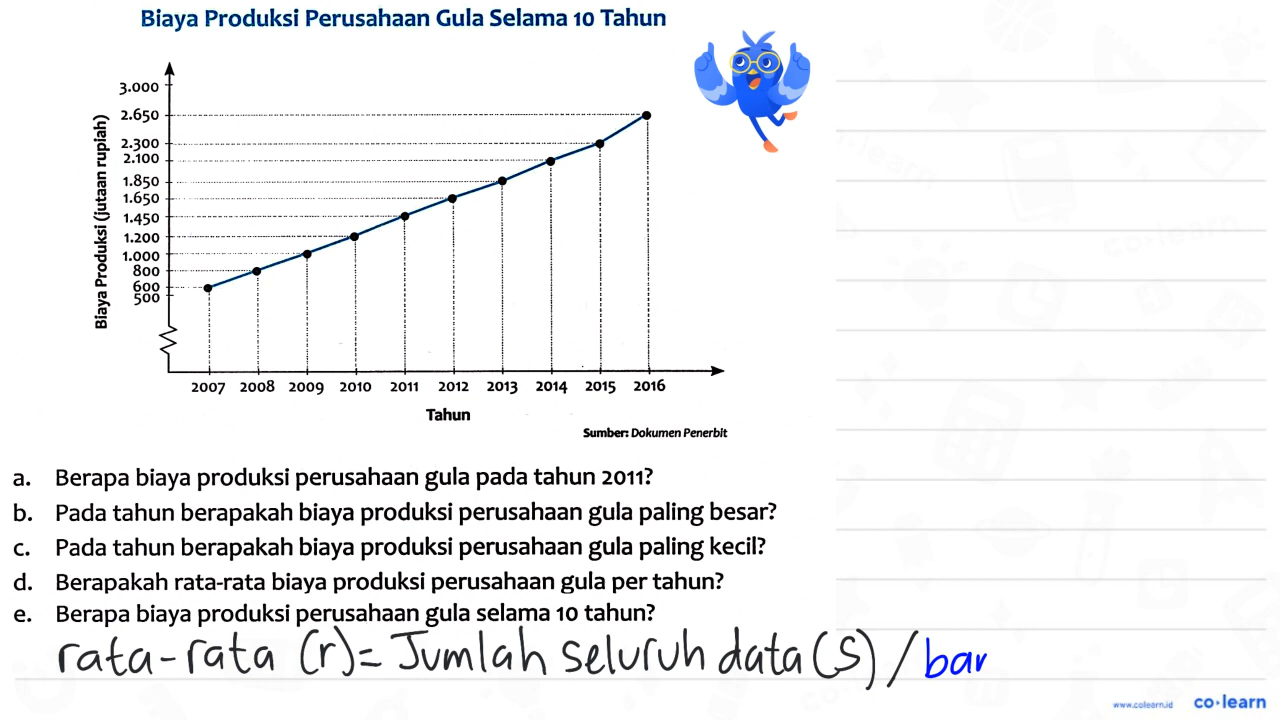 Biaya Produksi Perusahaan Gula Selama 10 Tahun
Biaya Produksi (jutaan rupiah)
3.000
2.650
2.300
2.100
1.850
1.650
1.450
1.200
1.000
800
600
500
2007 2008 2009 2010 2011 2012 2013 2014 2015 2016
Tahun
Sumber: Dokumen Penerbit
a. Berapa biaya produksi perusahaan gula pada tahun 2011?
b. Pada tahun berapakah biaya produksi perusahaan gula paling besar?
c. Pada tahun berapakah biaya produksi perusahaan gula paling kecil?
d. Berapakah rata-rata biaya produksi perusahaan gula per tahun?
e. Berapa biaya produksi perusahaan gula selama 10 tahun?
rata-rata (r)= Jumlah seluruh data(S) / ban
www.colearn.id co·learn